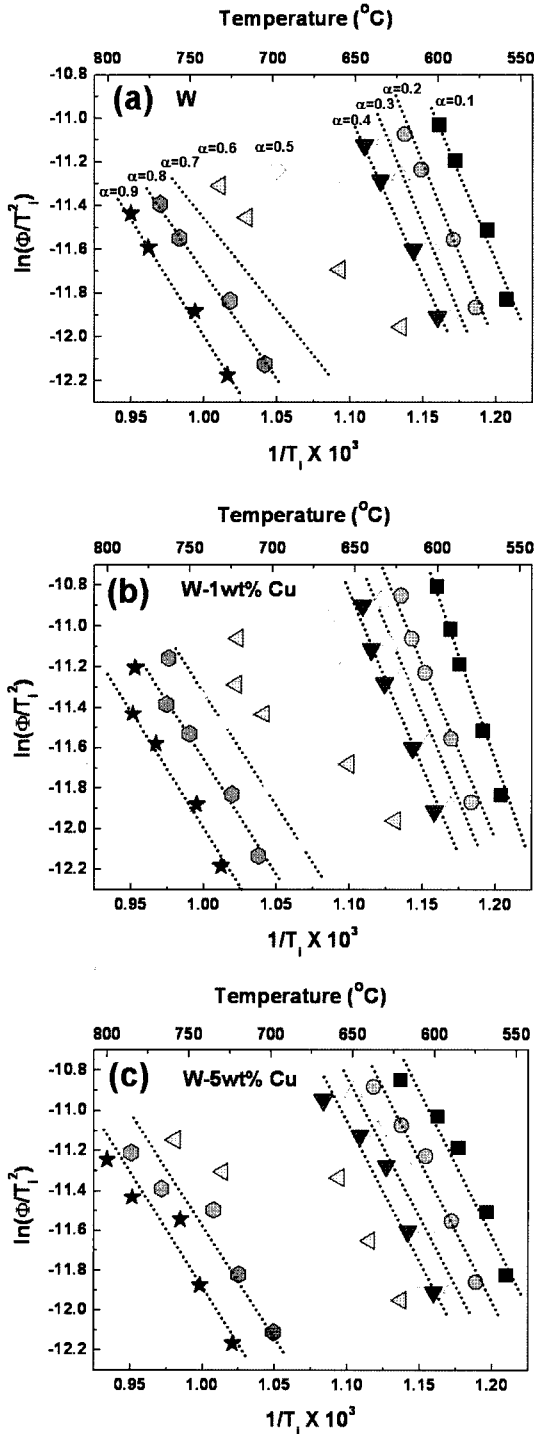 Temperature (°C)
800 750 700 650 600 550
(a) W
α=0.9
α=0.8
α=0.7
α=0.6
α=0.5
α=0.4
α=0.3
α=0.2
α=0.1
ln(Φ/T²I)
-10.8
-11.0
-11.2
-11.4
-11.6
-11.8
-12.0
-12.2
0.95 1.00 1.05 1.10 1.15 1.20
1/TI X 10³
Temperature (°C)
800 750 700 650 600 550
(b) W-1wt% Cu
ln(Φ/TI²)
-10.8
-11.0
-11.2
-11.4
-11.6
-11.8
-12.0
-12.2
0.95 1.00 1.05 1.10 1.15 1.20
1/TI X 10³
Temperature (°C)
800 750 700 650 600 550
(c) W-5wt% Cu
ln(Φ/TI²)
-10.8
-11.0
-11.2
-11.4
-11.6
-11.8
-12.0
-12.2
0.95 1.00 1.05 1.10 1.15 1.20
1/TI X 10³